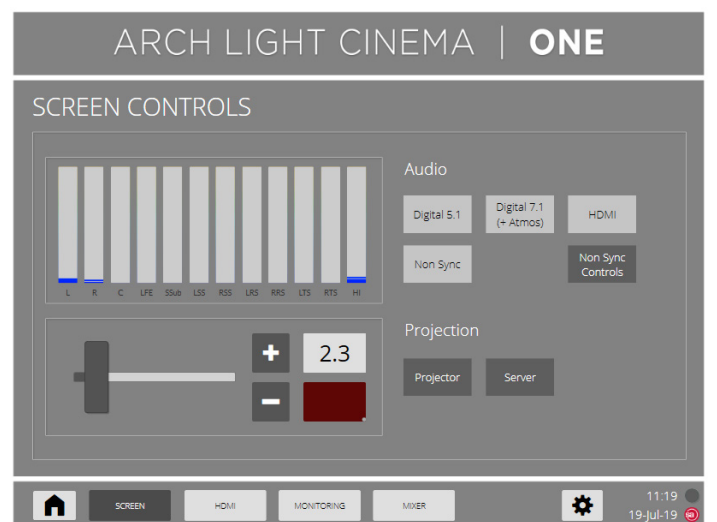 ARCH LIGHT CINEMA | ONE
SCREEN CONTROLS
L R C LFE SSub LSS RSS LRS RRS LTS RTS HI
2.3
Audio
Digital 5.1
Digital 7.1
(+ Atmos)
HDMI
Non Sync
Non Sync
Controls
Projection
Projector
Server
SCREEN
HDMI
MONITORING
MIXER
11:19
19-Jul-19